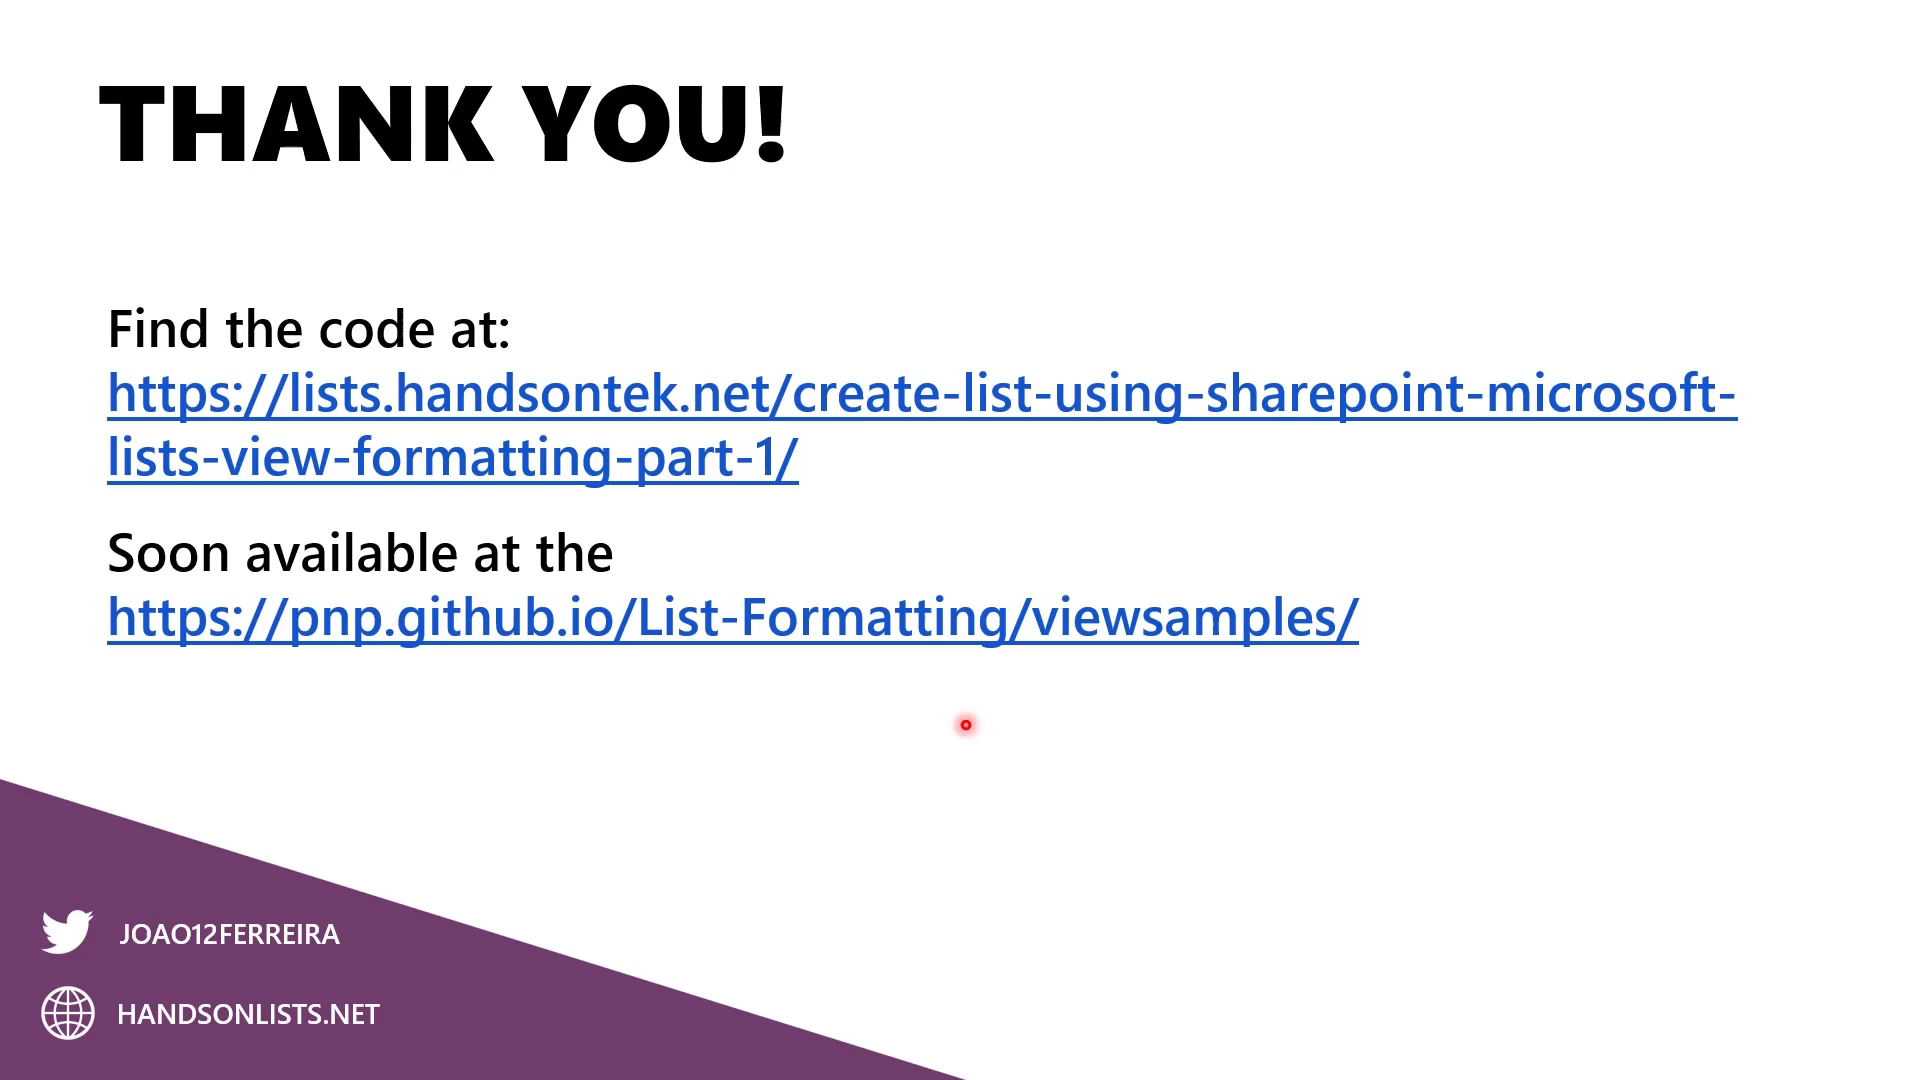 THANK YOU!
Find the code at:
https://lists.handsontek.net/create-list-using-sharepoint-microsoft-
lists-view-formatting-part-1/
Soon available at the
https://pnp.github.io/List-Formatting/viewsamples/
JOAO12FERREIRA
HANDSONLISTS.NET